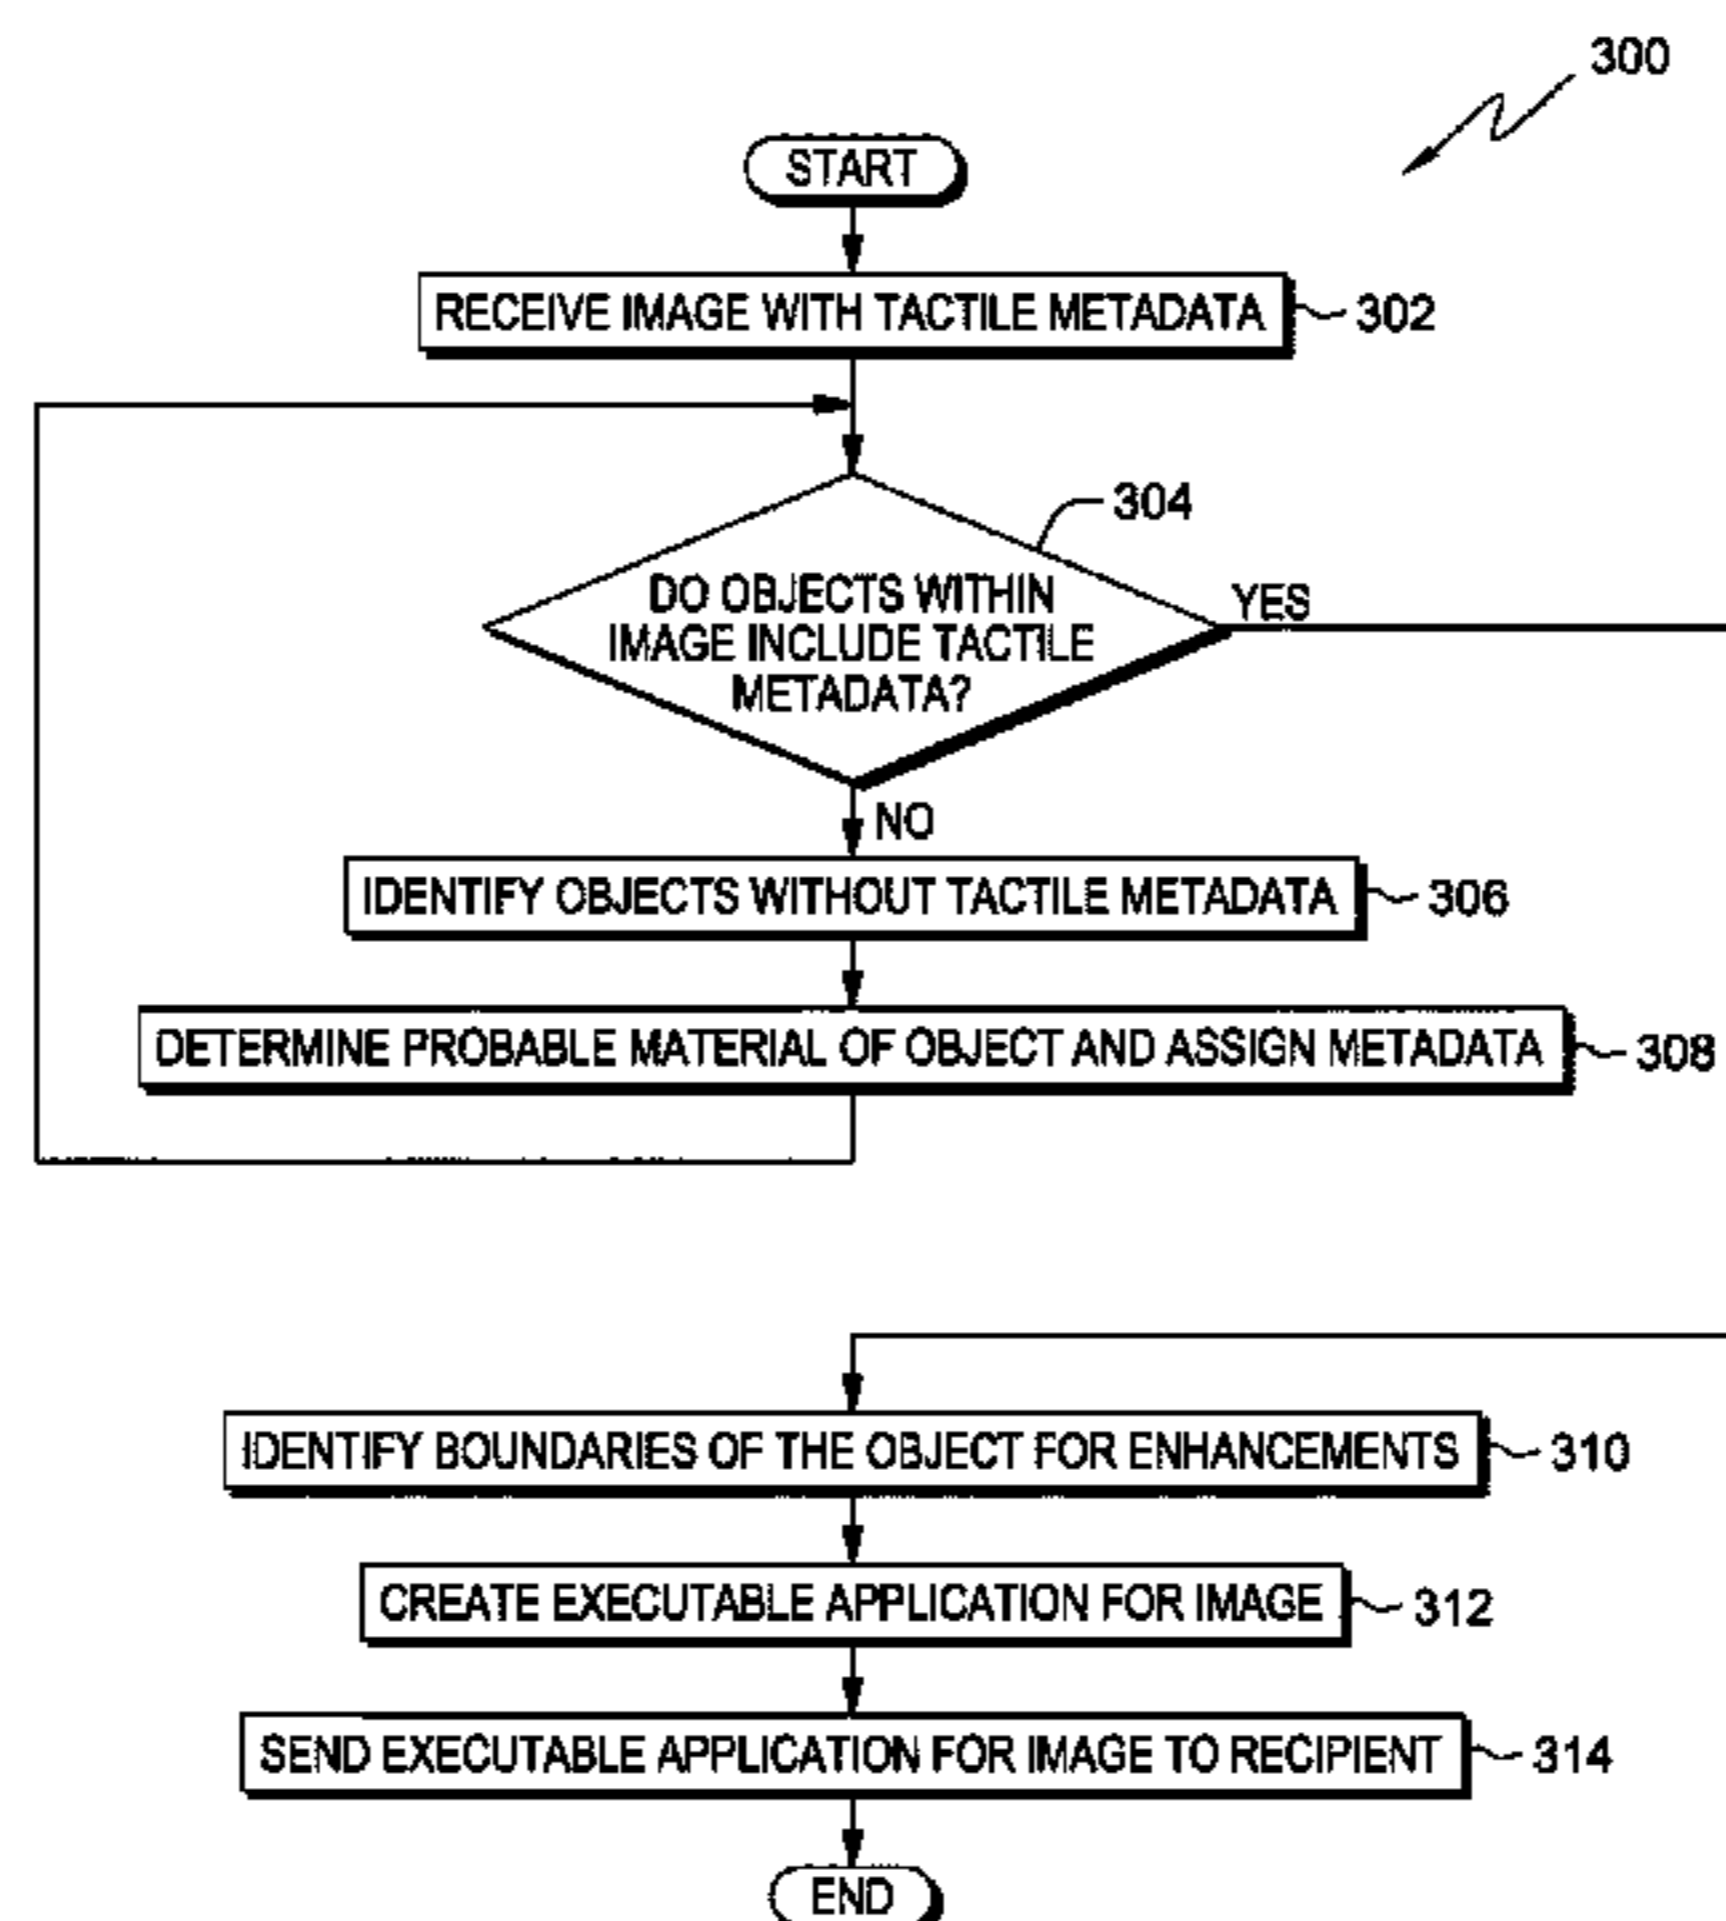 300
START
RECEIVE IMAGE WITH TACTILE METADATA
302
304
DO OBJECTS WITHIN
IMAGE INCLUDE TACTILE
METADATA?
YES
NO
IDENTIFY OBJECTS WITHOUT TACTILE METADATA
306
DETERMINE PROBABLE MATERIAL OF OBJECT AND ASSIGN METADATA
308
IDENTIFY BOUNDARIES OF THE OBJECT FOR ENHANCEMENTS
310
CREATE EXECUTABLE APPLICATION FOR IMAGE
312
SEND EXECUTABLE APPLICATION FOR IMAGE TO RECIPIENT
314
END